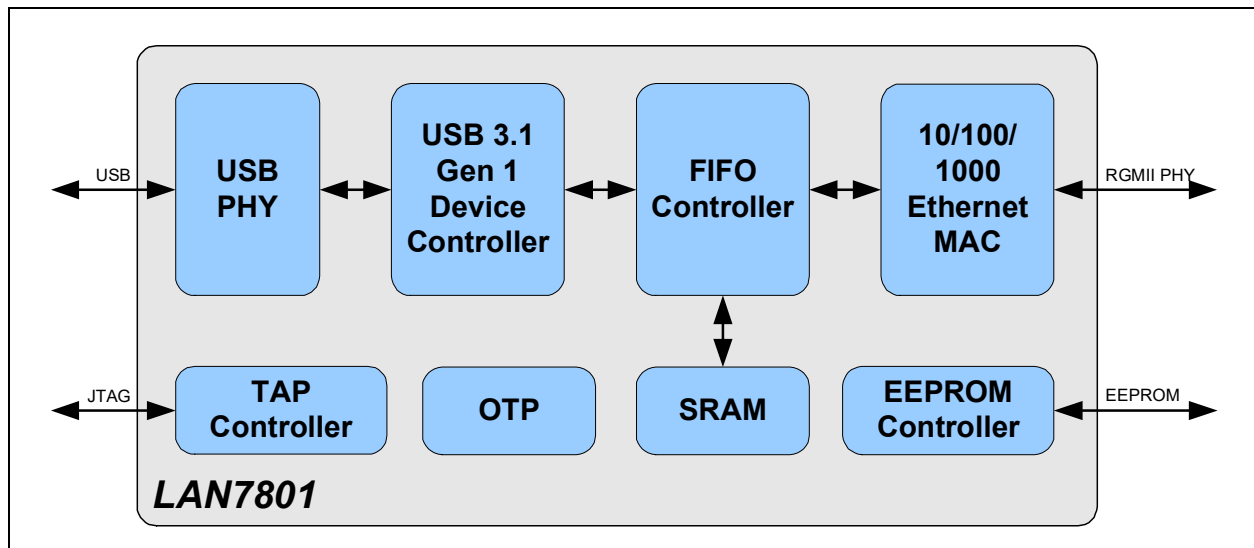 USB
USB
PHY
USB 3.1
Gen 1
Device
Controller
FIFO
Controller
10/100/
1000
Ethernet
MAC
RGMII PHY
JTAG
TAP
Controller
OTP
SRAM
EEPROM
Controller
EEPROM
LAN7801